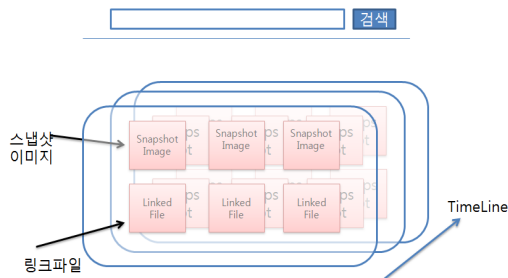 검색
스냅샷
이미지
Snapshot
Image
Snapshot
Image
Snapshot
Image
Linked
File
Linked
File
Linked
File
링크파일
TimeLine